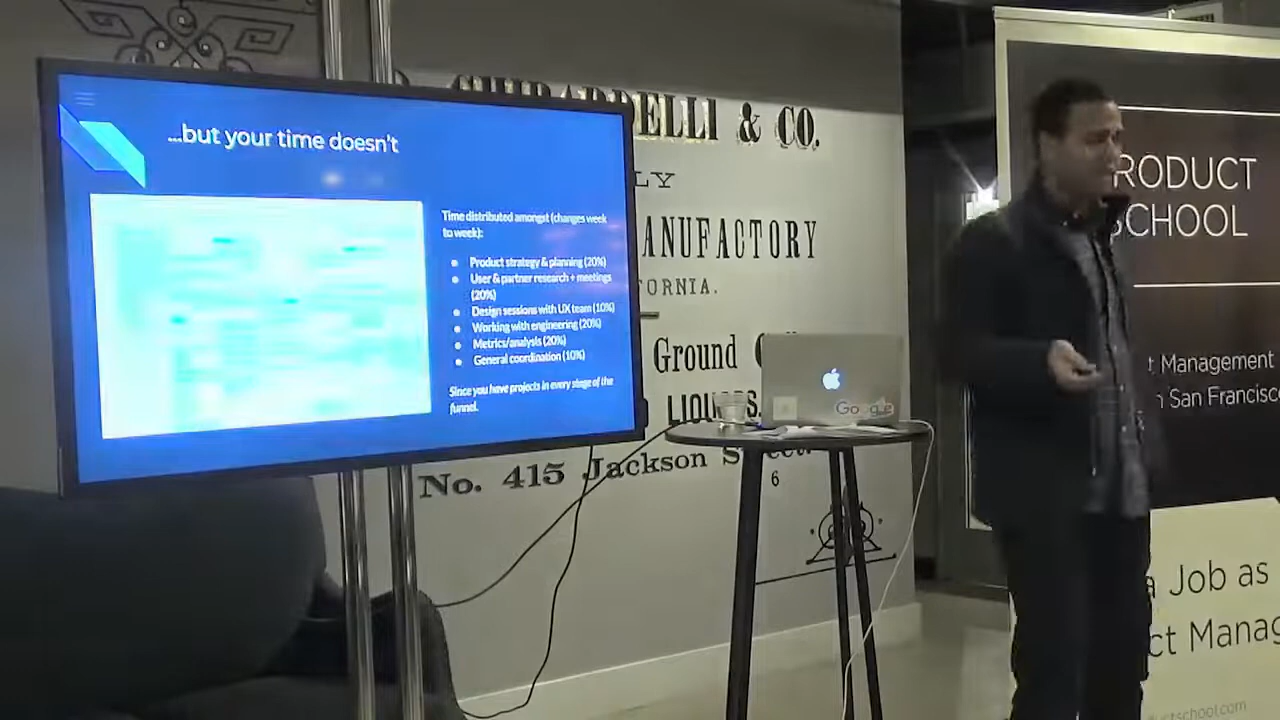 ...but your time doesn't
Time distributed amongst (changes week
to week):
Product strategy & planning (20%)
User & partner research + meetings
(20%)
Design sessions with UX team (10%)
Working with engineering (20%)
Metrics/analysis (20%)
General coordination (10%)
Since you have projects in every stage of the
funnel.
& CO.
LY
ANUFACTORY
ORNIA.
Ground
No. 415 Jackson
6
Google
RODUCT
SCHOOL
t Management
San Francisco
a Job as
ct Manag